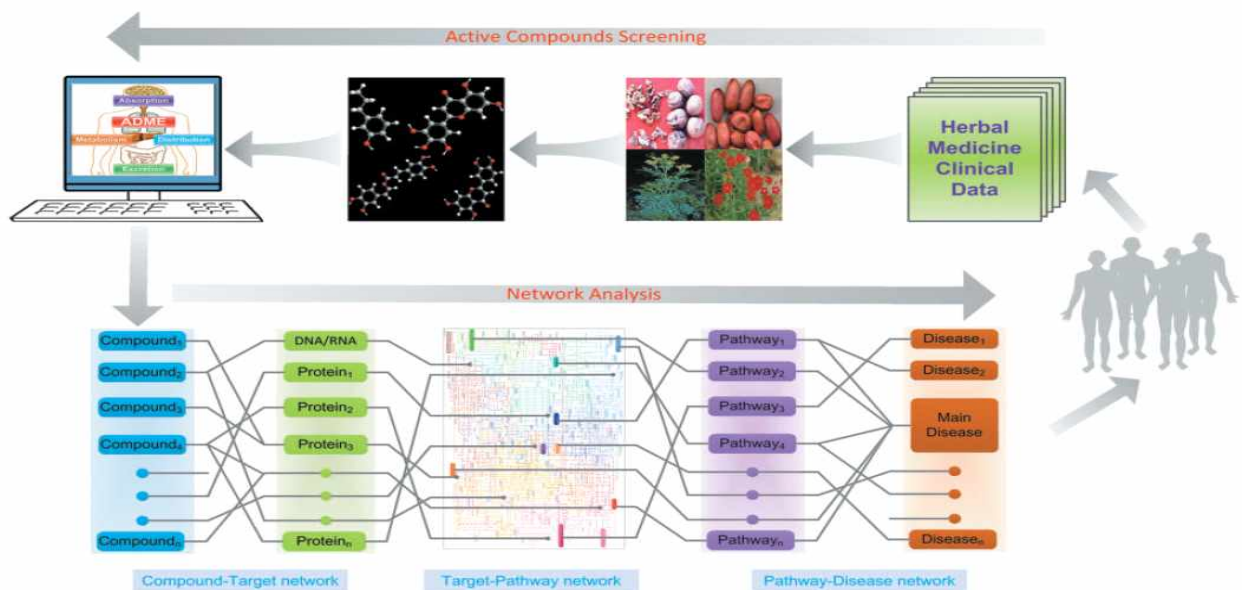 Active Compounds Screening
Absorption
ADME
Metabolism
Distribution
Excretion
Herbal
Medicine
Clinical
Data
Network Analysis
Compound₁
DNA/RNA
Pathway₁
Disease₁
Compound₂
Protein₁
Pathway₂
Disease₂
Compound₃
Protein₂
Pathway₃
Main
Disease
Compound₄
Protein₃
Pathway₄
Compoundₙ
Proteinₙ
Pathwayₙ
Diseaseₙ
Compound-Target network
Target-Pathway network
Pathway-Disease network